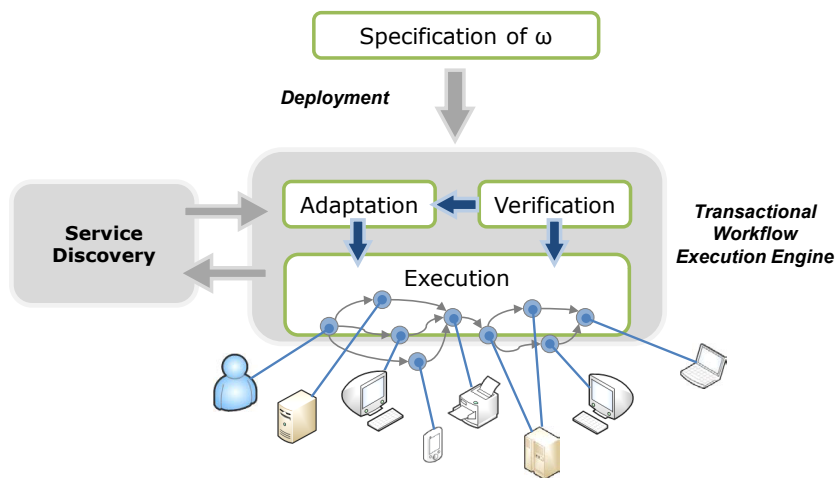 Specification of ω
Deployment
Adaptation
Verification
Service
Discovery
Transactional
Workflow
Execution Engine
Execution